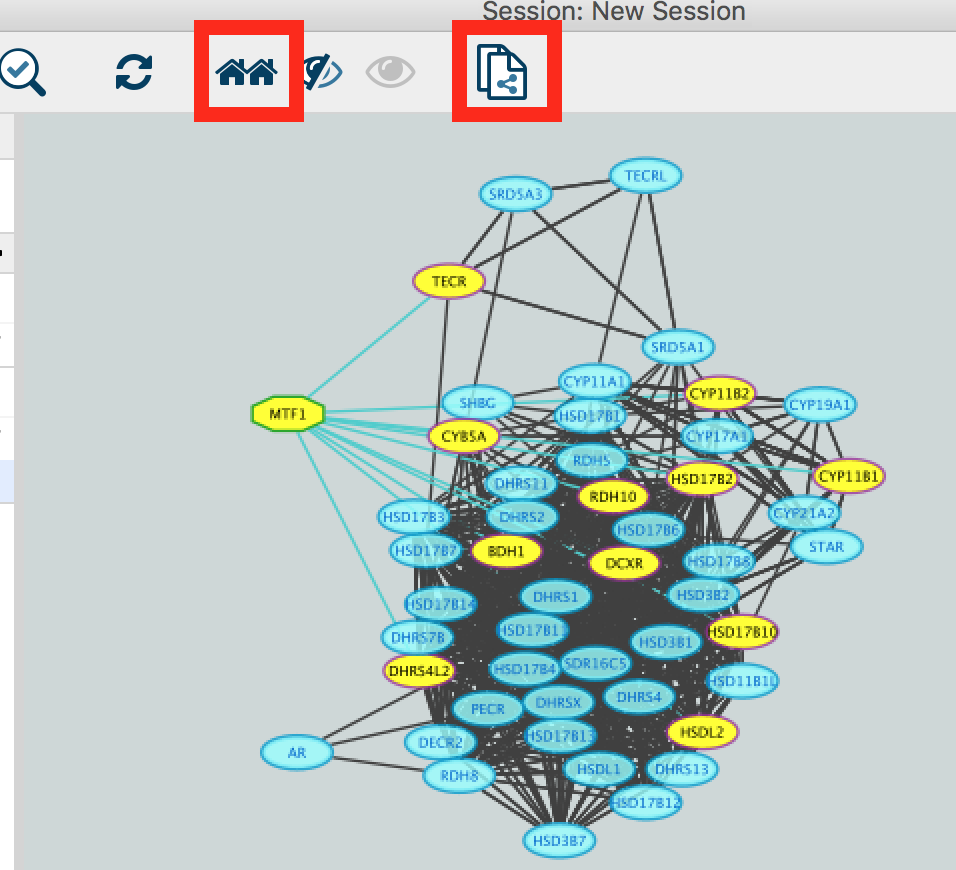 Session: New Session
TECRL
SRD5A3
TECR
SRD5A1
CYP11A1
CYP11B2
SHBG
CYP19A1
MTF1
HSD17B1
CYB5A
CYP17A1
RDH5
CYP11B1
HSD17B2
DHRS11
RDH10
CYP21A2
HSD17B3
DHRS2
HSD17B6
STAR
HSD17B7
BDH1
DCXR
HSD17B8
HSD3B2
DHRS1
HSD17B14
HSD17B11
HSD17B10
DHRS7B
HSD3B1
SDR16C5
HSD17B4
DHRS4L2
HSD11B1L
DHRS4
DHRSX
PECR
HSDL2
HSD17B13
DECR2
AR
HSDL1
DHRS13
RDH8
HSD17B12
HSD3B7